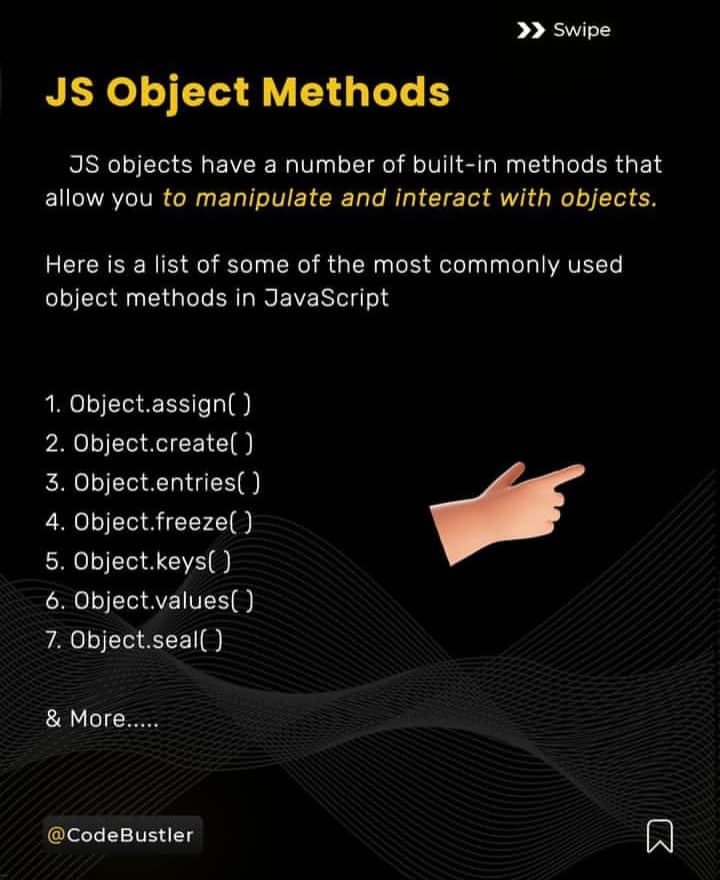 Swipe
JS Object Methods
JS objects have a number of built-in methods that
allow you to manipulate and interact with objects.
Here is a list of some of the most commonly used
object methods in JavaScript
1. Object.assign( )
2. Object.create( )
3. Object.entries( )
4. Object.freeze( )
5. Object.keys( )
6. Object.values( )
7. Object.seal( )
& More.....
@CodeBustler